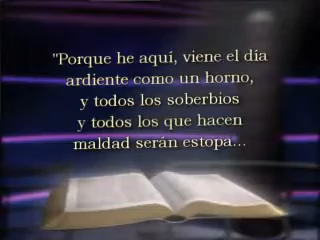 "Porque he aquí, viene el día
ardiente como un horno,
y todos los soberbios
y todos los que hacen
maldad serán estopa...